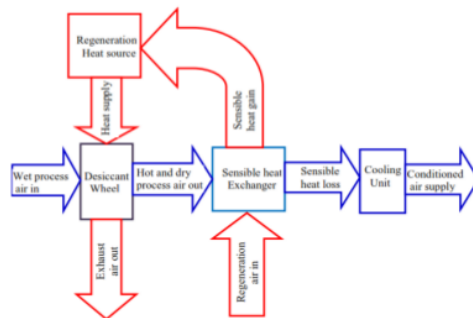 Regeneration
Heat source
Heat supply
Sensible
heat gain
Wet process
air in
Desiccant
Wheel
Hot and dry
process air out
Sensible heat
Exchanger
Sensible
heat loss
Cooling
Unit
Conditioned
air supply
Exhaust
air out
Regeneration
air in